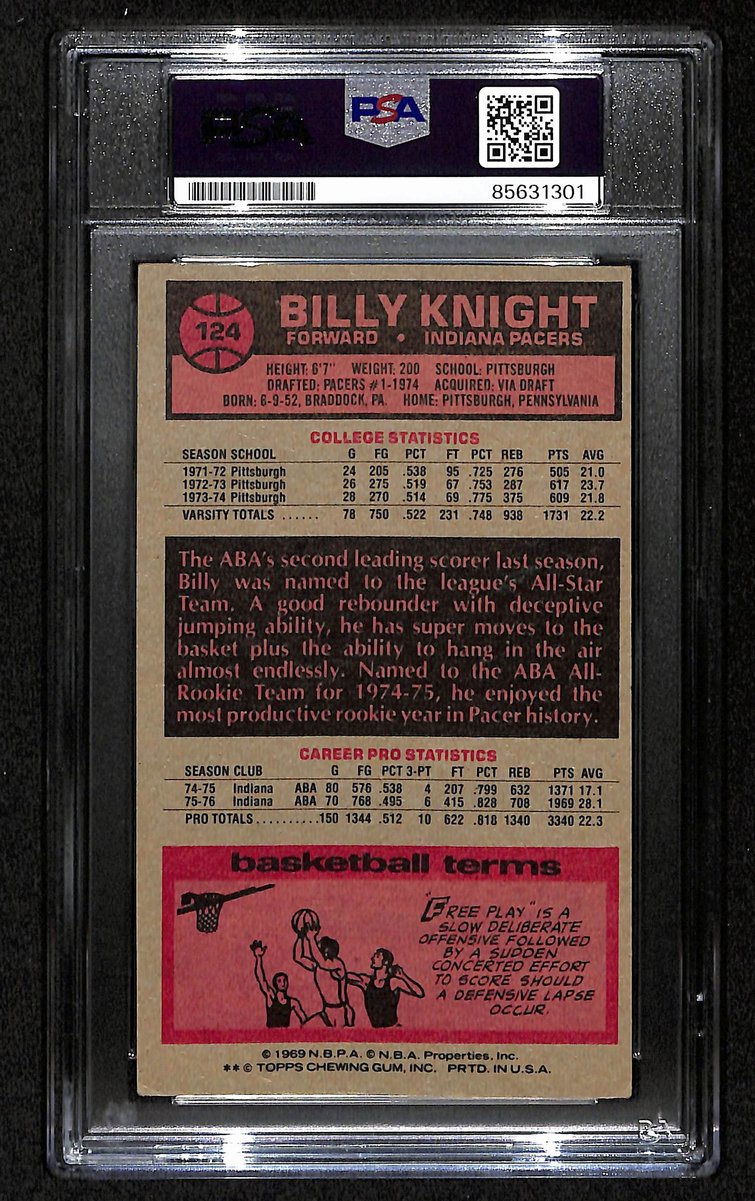 PSA
PSA
85631301
124
BILLY KNIGHT
FORWARD • INDIANA PACERS
HEIGHT: 6'7" WEIGHT: 200 SCHOOL: PITTSBURGH
DRAFTED: PACERS #1-1974 ACQUIRED: VIA DRAFT
BORN: 6-9-52, BRADDOCK, PA. HOME: PITTSBURGH, PENNSYLVANIA
COLLEGE STATISTICS
SEASON SCHOOL G FG PCT FT PCT REB PTS AVG
1971-72 Pittsburgh 24 205 .538 95 .725 276 505 21.0
1972-73 Pittsburgh 26 275 .519 67 .753 287 617 23.7
1973-74 Pittsburgh 28 270 .514 69 .775 375 609 21.8
VARSITY TOTALS ...... 78 750 .522 231 .748 938 1731 22.2
The ABA's second leading scorer last season,
Billy was named to the league's All-Star
Team. A good rebounder with deceptive
jumping ability, he has super moves to the
basket plus the ability to hang in the air
almost endlessly. Named to the ABA All-
Rookie Team for 1974-75, he enjoyed the
most productive rookie year in Pacer history.
CAREER PRO STATISTICS
SEASON CLUB G FG PCT 3-PT FT PCT REB PTS AVG
74-75 Indiana ABA 80 576 .538 4 207 .799 632 1371 17.1
75-76 Indiana ABA 70 768 .495 6 415 .828 708 1969 28.1
PRO TOTALS.......... 150 1344 .512 10 622 .818 1340 3340 22.3
basketball terms
"FREE PLAY" IS A
SLOW DELIBERATE
OFFENSIVE FOLLOWED
BY A SUDDEN
CONCERTED EFFORT
TO SCORE SHOULD
A DEFENSIVE LAPSE
OCCUR.
© 1969 N.B.P.A. © N.B.A. Properties, Inc.
** © TOPPS CHEWING GUM, INC. PRTD. IN U.S.A.
PSA